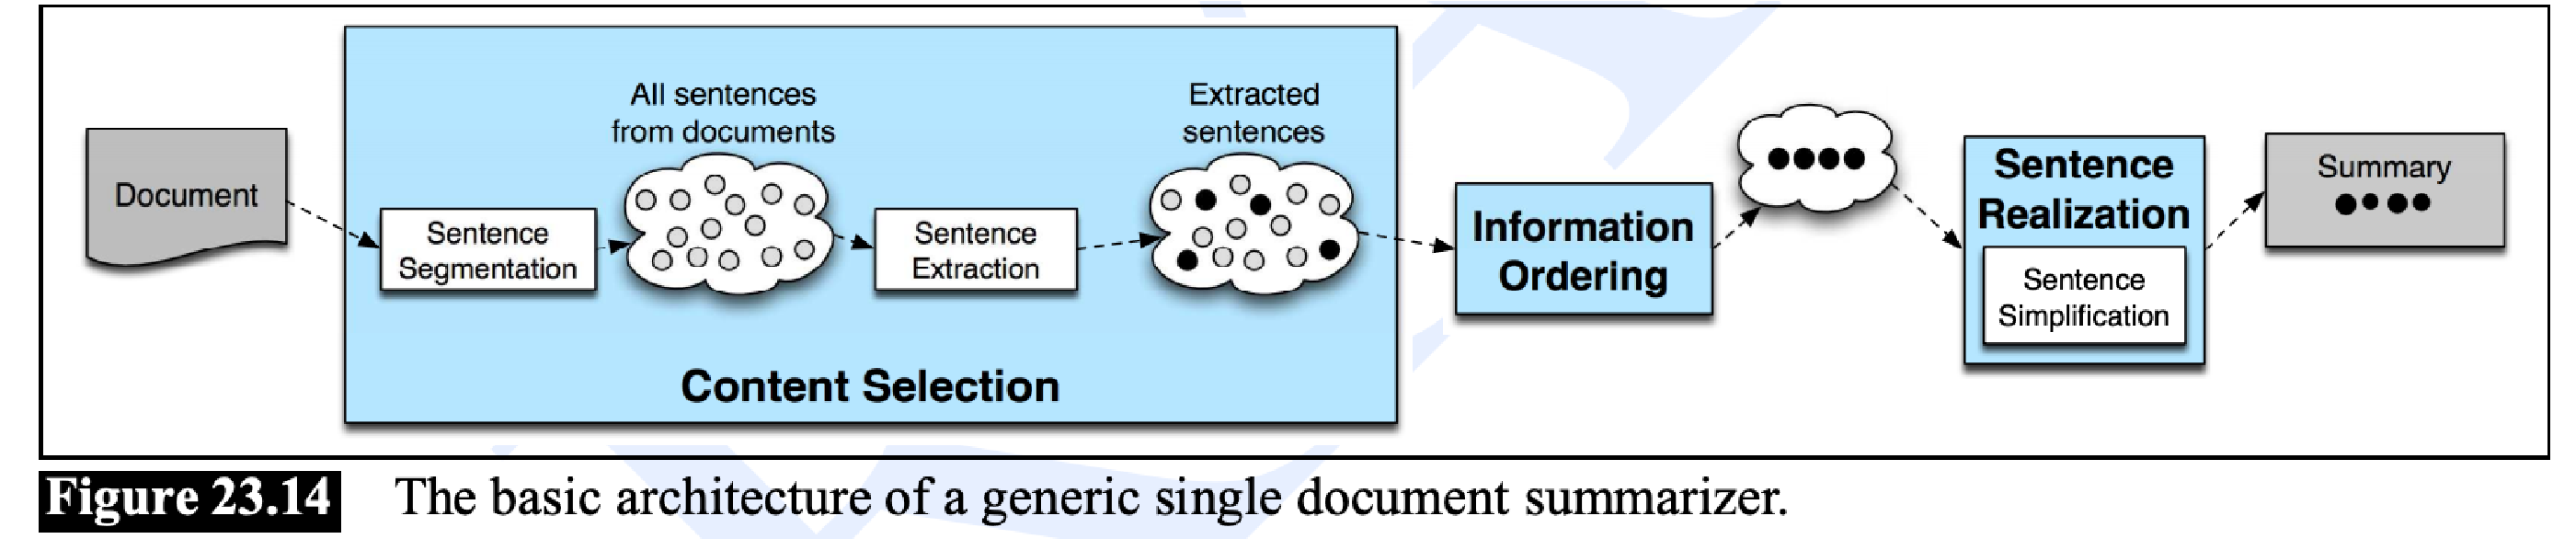 Document
Sentence
Segmentation
All sentences
from documents
Sentence
Extraction
Extracted
sentences
Content Selection
Information
Ordering
Sentence
Realization
Sentence
Simplification
Summary
Figure 23.14 The basic architecture of a generic single document summarizer.